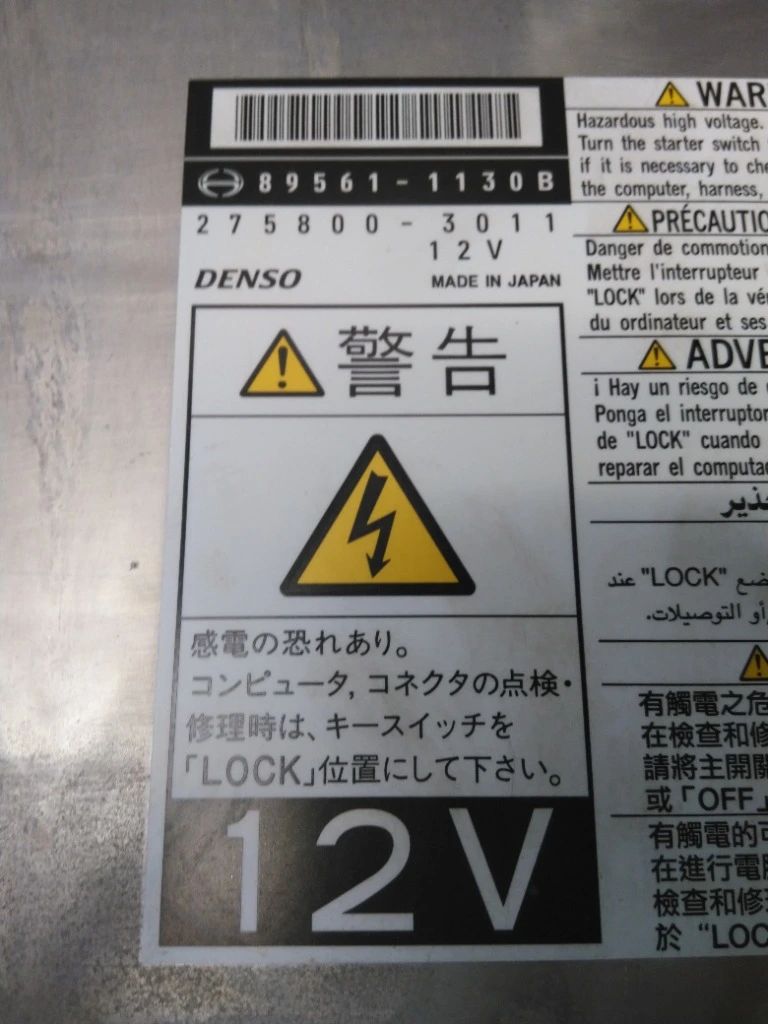 89561-1130B
275800-3011
12V
DENSO
MADE IN JAPAN
警告
感電の恐れあり。
コンピュータ, コネクタの点検・
修理時は、キースイッチを
「LOCK」位置にして下さい。
12V
Hazardous high voltage.
Turn the starter switch
if it is necessary to
the computer, harness,
Danger de commotion
Mettre l'interrupteur
"LOCK" lors de la
du ordinateur et ses
¡ Hay un riesgo de
Ponga el interruptor
de "LOCK" cuando
reparar el
"LOCK" عند
أو التوصيلات.
有觸電之危
在檢查和修
請將主開關
或「OFF」
有觸電的可
在進行電腦
檢查和修
於 “LOC